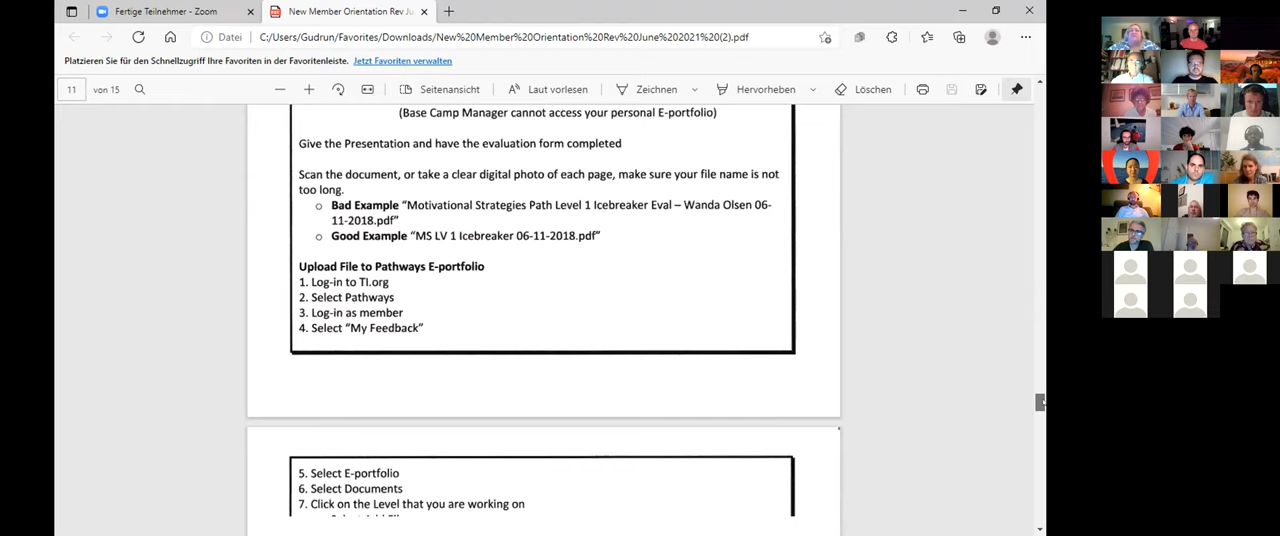 Fertige Teilnehmer - Zoom
New Member Orientation Rev Ju
Datei
C:/Users/Gudrun/Favorites/Downloads/New%20Member%20Orientation%20Rev%20June%202021%20(2).pdf
Platzieren Sie für den Schnellzugriff Ihre Favoriten in der Favoritenleiste. Jetzt Favoriten verwalten
11 von 15
Seitenansicht
Laut vorlesen
Zeichnen
Hervorheben
Löschen
(Base Camp Manager cannot access your personal E-portfolio)
Give the Presentation and have the evaluation form completed
Scan the document, or take a clear digital photo of each page, make sure your file name is not
too long.
o Bad Example “Motivational Strategies Path Level 1 Icebreaker Eval – Wanda Olsen 06-
11-2018.pdf”
o Good Example “MS LV 1 Icebreaker 06-11-2018.pdf”
Upload File to Pathways E-portfolio
1. Log-in to TI.org
2. Select Pathways
3. Log-in as member
4. Select “My Feedback”
5. Select E-portfolio
6. Select Documents
7. Click on the Level that you are working on